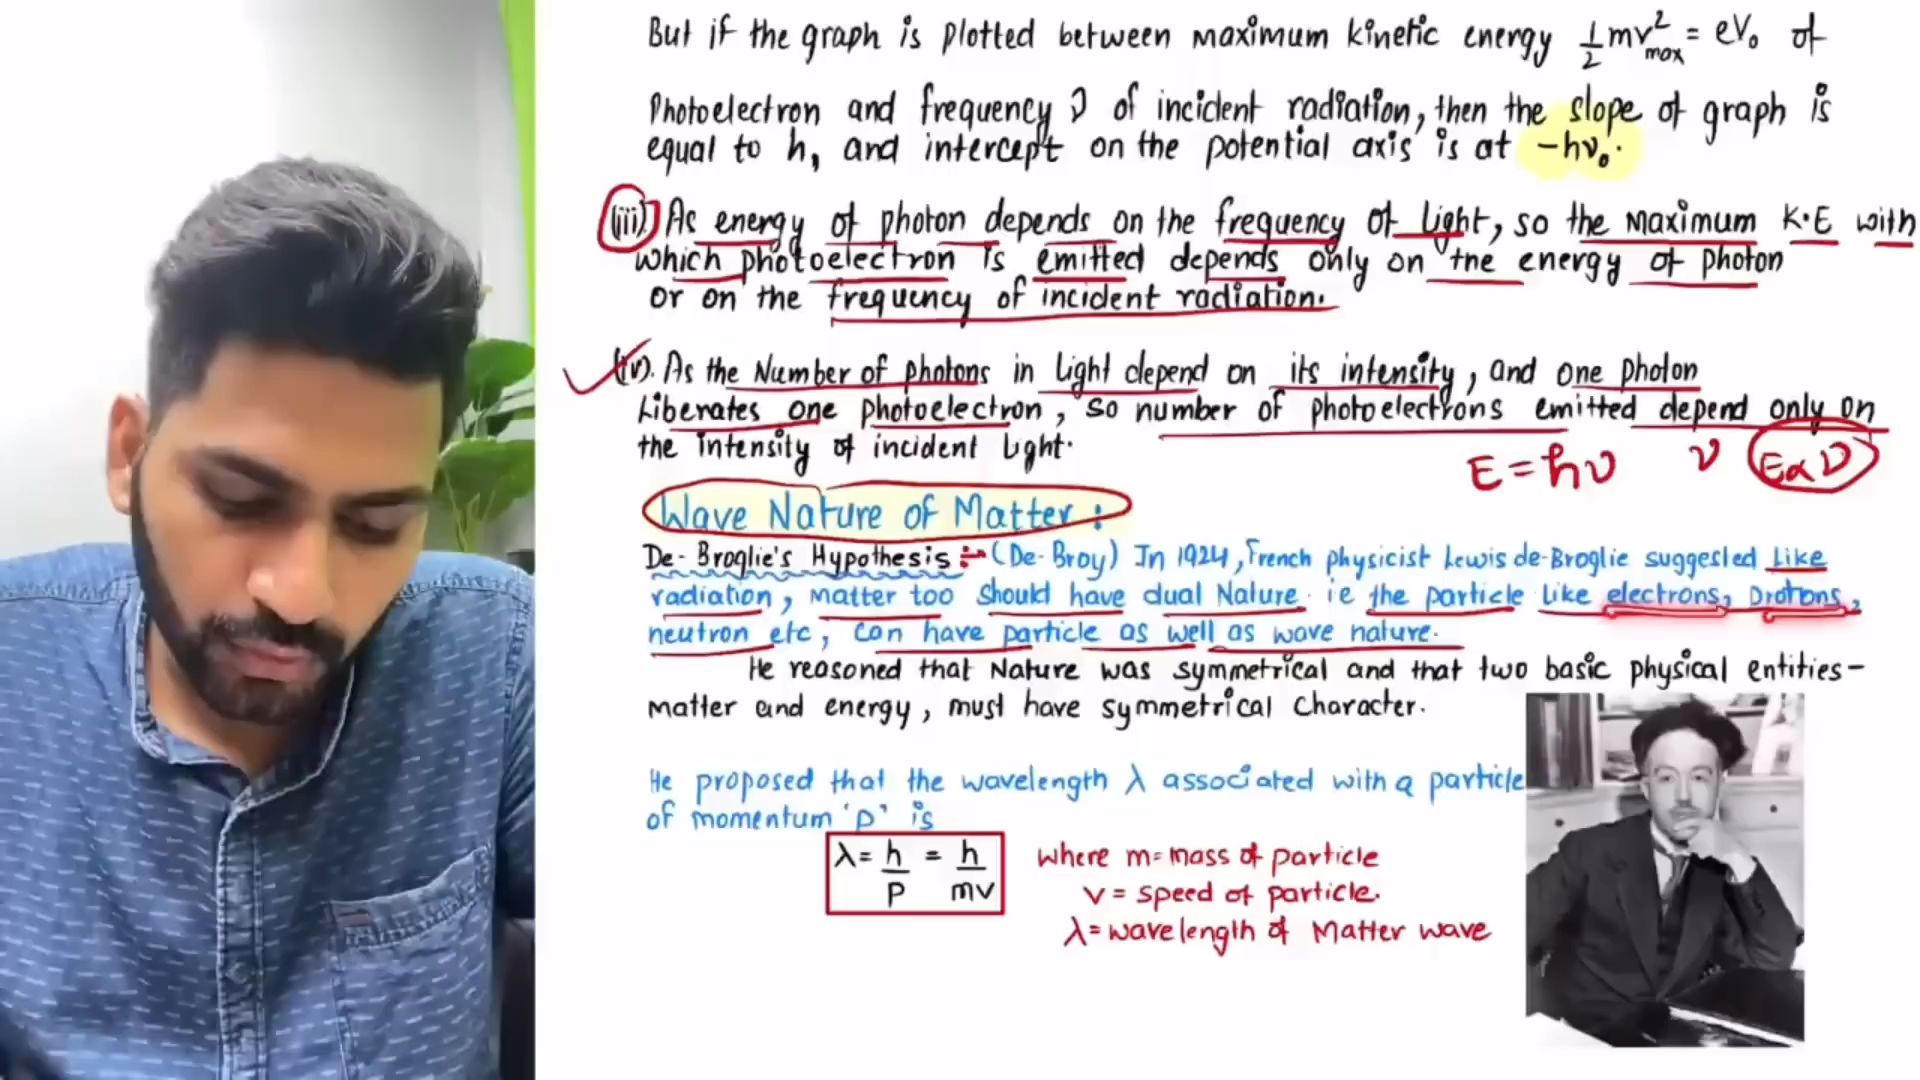 But if the graph is plotted between maximum kinetic energy ½mv²max = eV₀ of
Photoelectron and frequency ν of incident radiation, then the slope of graph is
equal to h, and intercept on the potential axis is at -hν₀.
(iii) As energy of photon depends on the frequency of light, so the maximum K.E with
which photoelectron is emitted depends only on the energy of photon
or on the frequency of incident radiation.
(iv). As the Number of photons in light depend on its intensity, and one photon
Liberates one photoelectron, so number of photoelectrons emitted depend only on
the intensity of incident light.
E = hν ν E∝ν
Wave Nature of Matter:
De-Broglie's Hypothesis :- (De-Broy) In 1924, French physicist Lewis de-Broglie suggested Like
radiation, matter too should have dual Nature. ie the particle like electrons, Protons,
neutron etc, can have particle as well as wave nature.
He reasoned that Nature was symmetrical and that two basic physical entities-
matter and energy, must have symmetrical Character.
He proposed that the wavelength λ associated with a particle
of momentum 'p' is
λ = h/P = h/mv
where m = mass of particle
v = speed of particle.
λ = wavelength of Matter wave